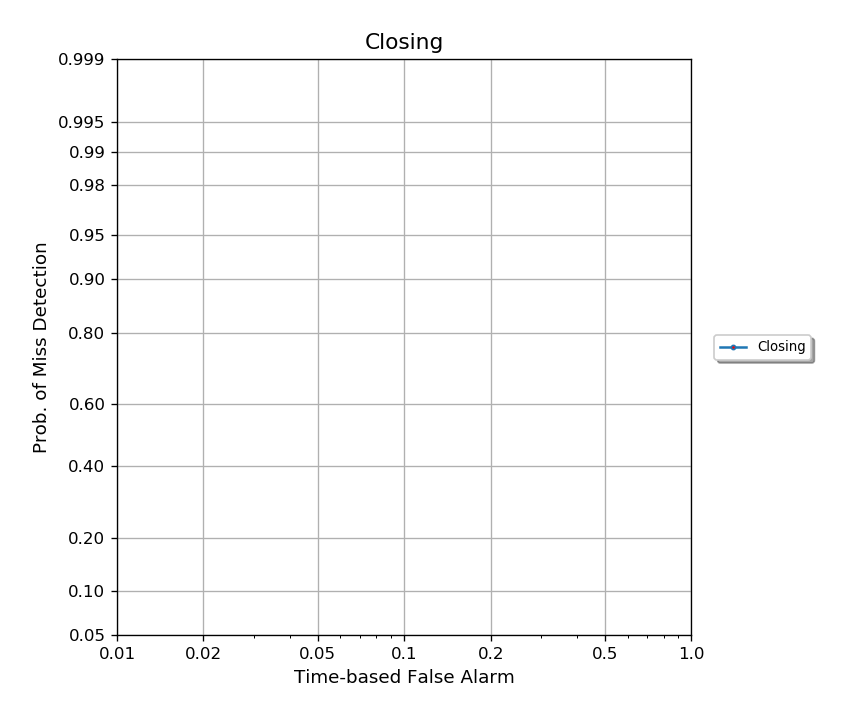 Closing
0.999
0.995
0.99
0.98
0.95
0.90
0.80
0.60
0.40
0.20
0.10
0.05
Prob. of Miss Detection
0.01 0.02 0.05 0.1 0.2 0.5 1.0
Time-based False Alarm
Closing